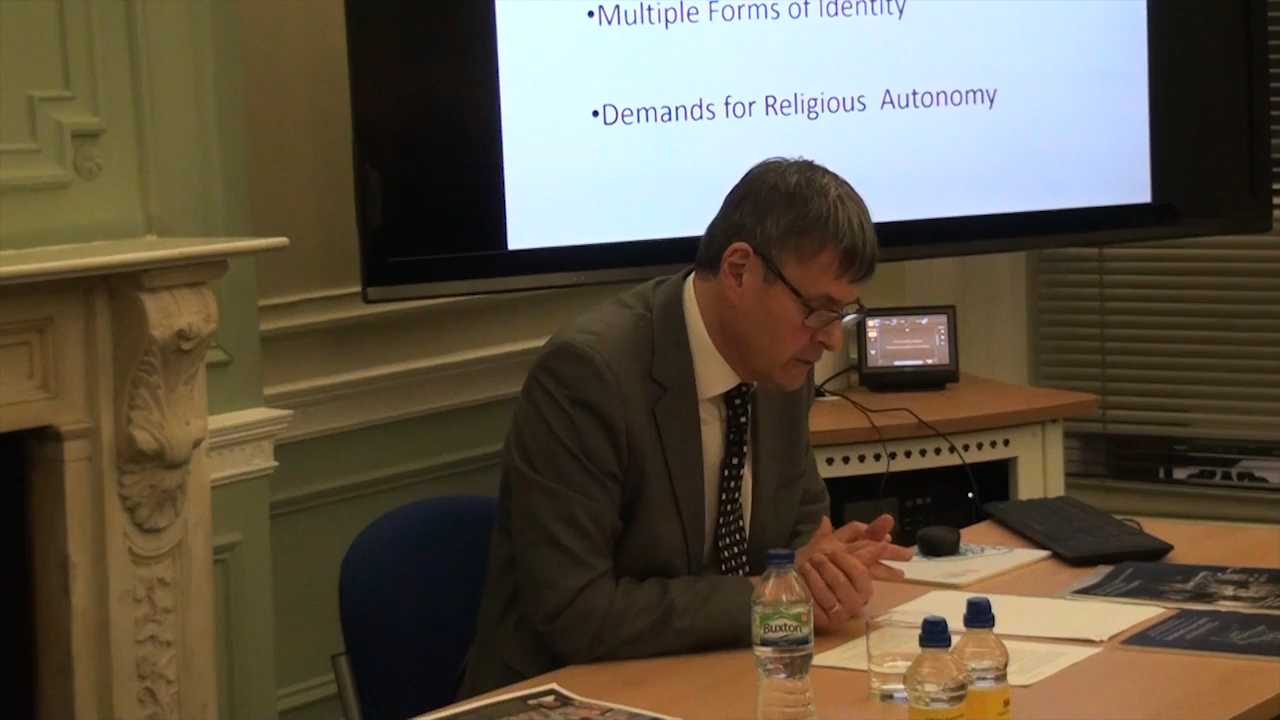 •Multiple Forms of Identity
•Demands for Religious Autonomy
Buxton